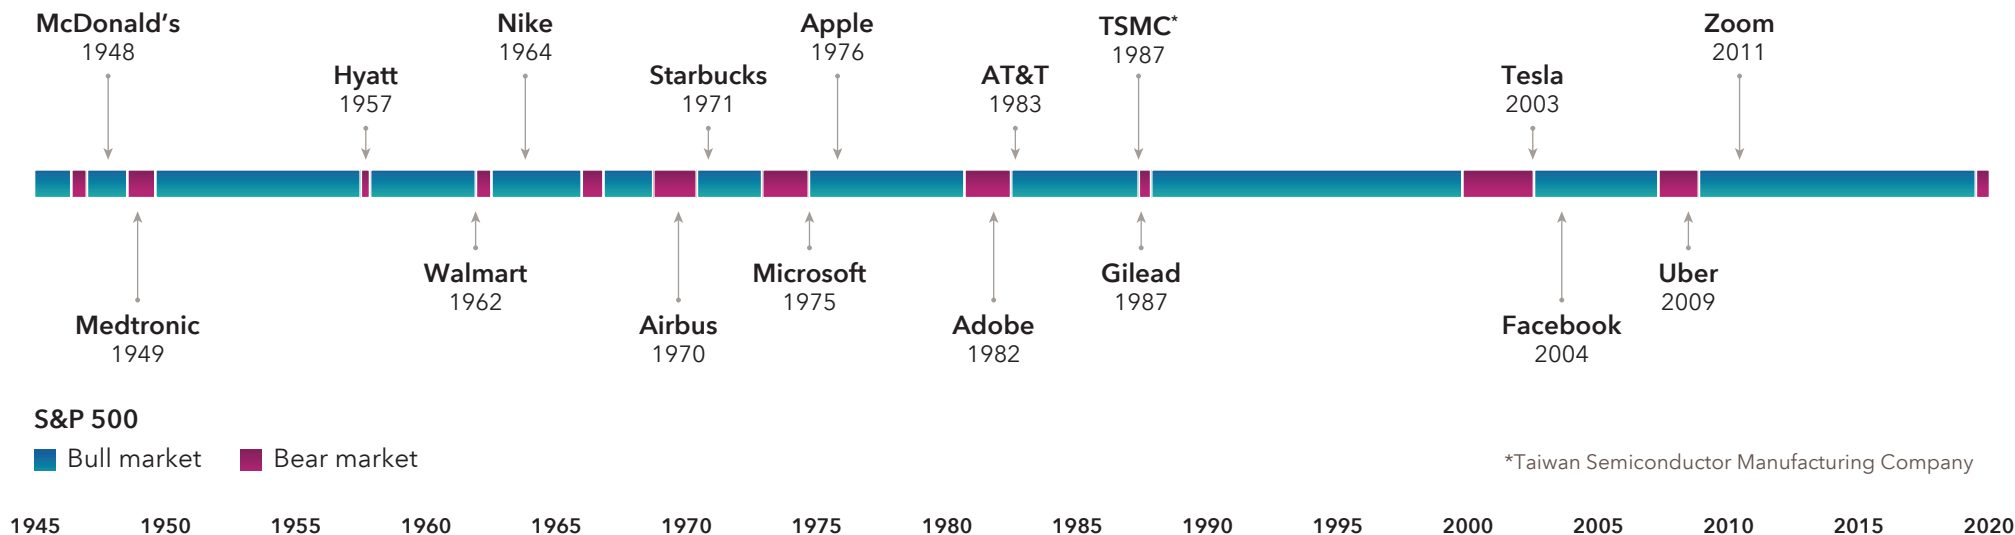 McDonald's
1948
Nike
1964
Apple
1976
TSMC*
1987
Zoom
2011
Hyatt
1957
Starbucks
1971
AT&T
1983
Tesla
2003
Walmart
1962
Microsoft
1975
Gilead
1987
Uber
2009
Medtronic
1949
Airbus
1970
Adobe
1982
Facebook
2004
S&P 500
Bull market
Bear market
*Taiwan Semiconductor Manufacturing Company
1945 1950 1955 1960 1965 1970 1975 1980 1985 1990 1995 2000 2005 2010 2015 2020